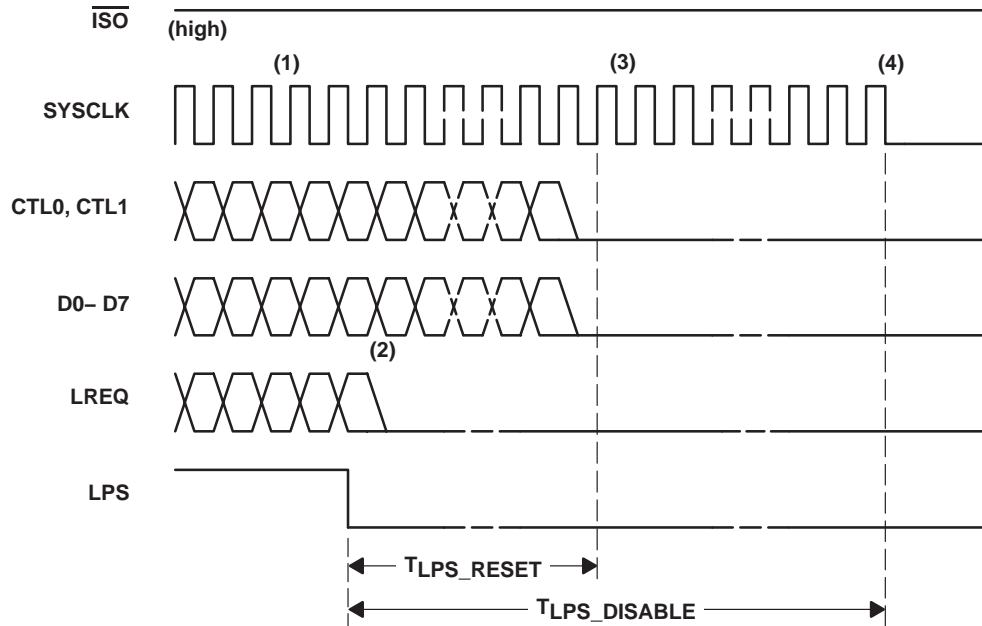 ISO
(high)
(1)
(3)
(4)
SYSCLK
CTL0, CTL1
D0– D7
(2)
LREQ
LPS
TLPS_RESET
TLPS_DISABLE